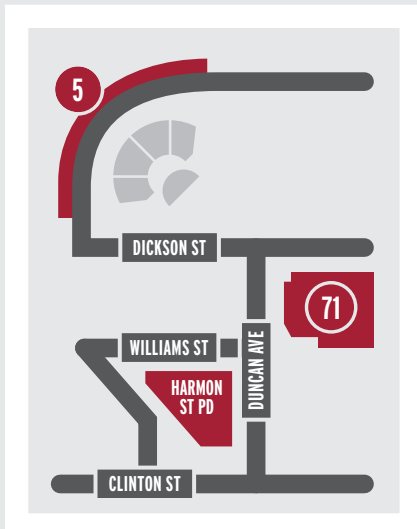 5
DICKSON ST
71
WILLIAMS ST
DUNCAN AVE
HARMON
ST PD
CLINTON ST